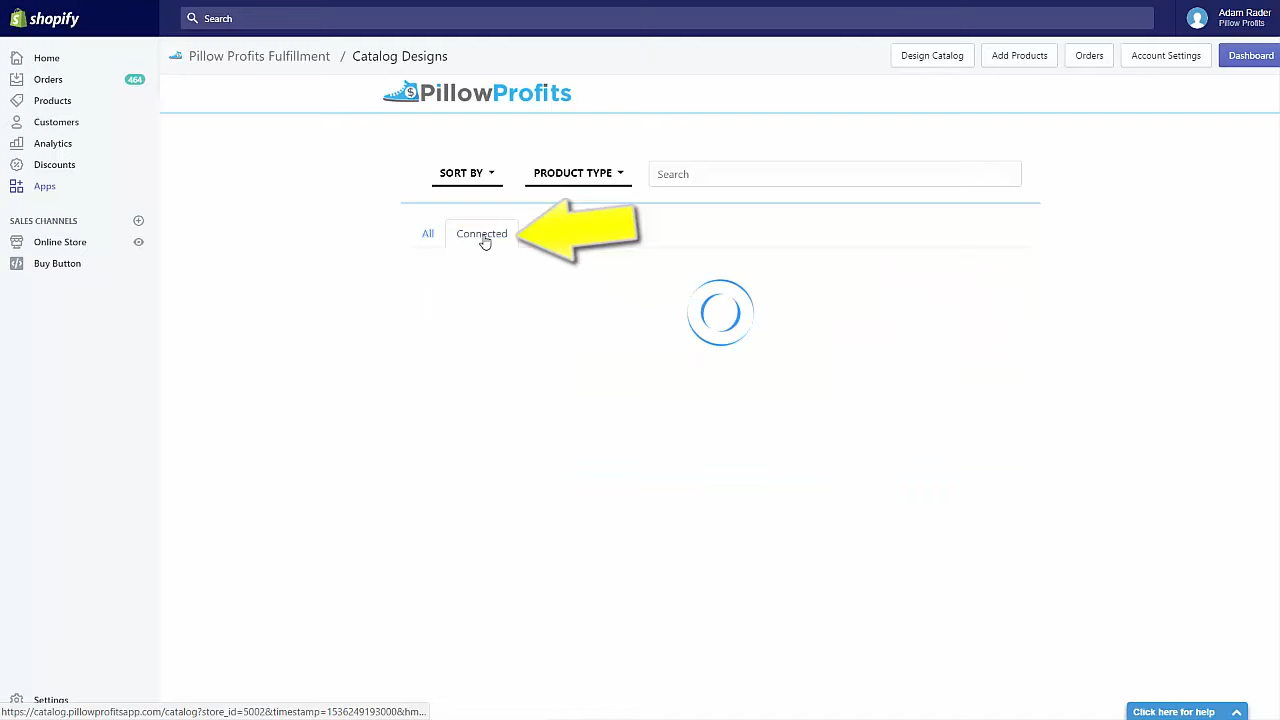 shopify
Search
Adam Rader
Pillow Profits
Home
Orders 464
Products
Customers
Analytics
Discounts
Apps
SALES CHANNELS
Online Store
Buy Button
Settings
Pillow Profits Fulfillment / Catalog Designs
Design Catalog Add Products Orders Account Settings Dashboard
PillowProfits
SORT BY PRODUCT TYPE Search
All Connected
https://catalog.pillowprofitsapp.com/catalog?store_id=5002&timestamp=1536249193000&hm...
Click here for help